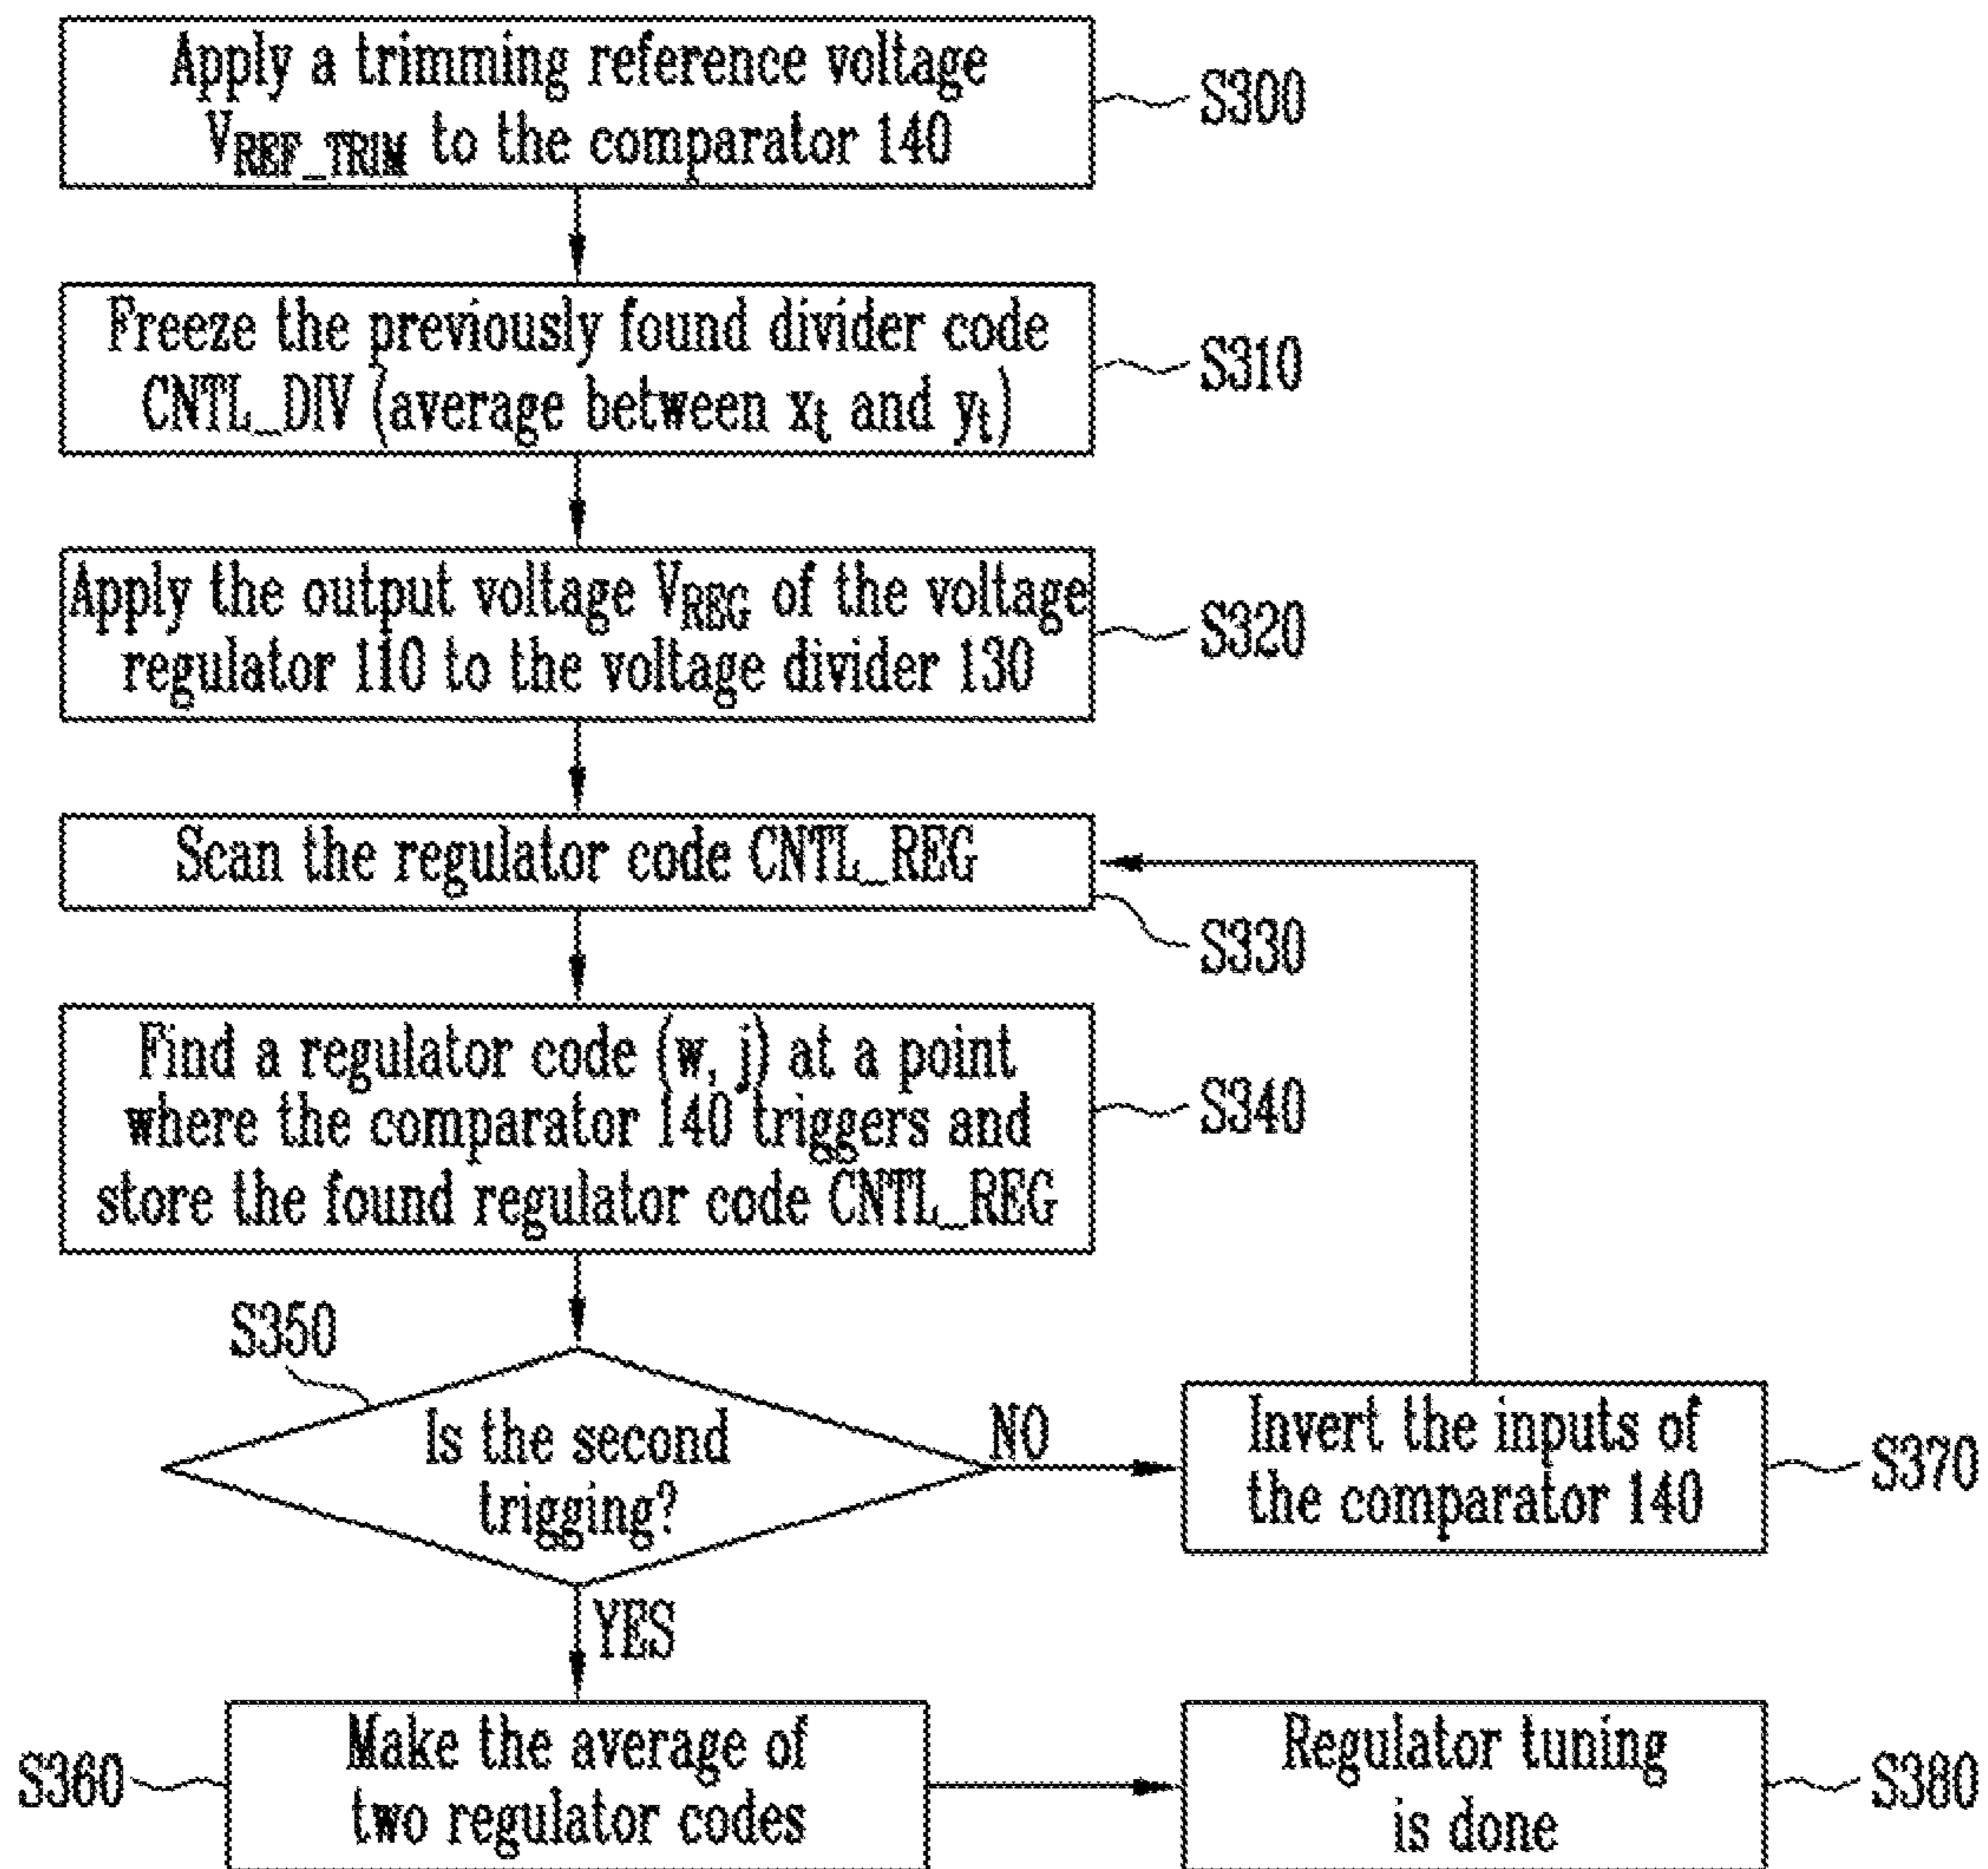 Apply a trimming reference voltage
VREF_TRIM to the comparator 140
S300
Freeze the previously found divider code
CNTL_DIV (average between xt and yt)
S310
Apply the output voltage VREG of the voltage
regulator 110 to the voltage divider 130
S320
Scan the regulator code CNTL_REG
S330
Find a regulator code (w, j) at a point
where the comparator 140 triggers and
store the found regulator code CNTL_REG
S340
S350
Is the second
trigging?
NO
Invert the inputs of
the comparator 140
S370
YES
S360
Make the average of
two regulator codes
Regulator tuning
is done
S380